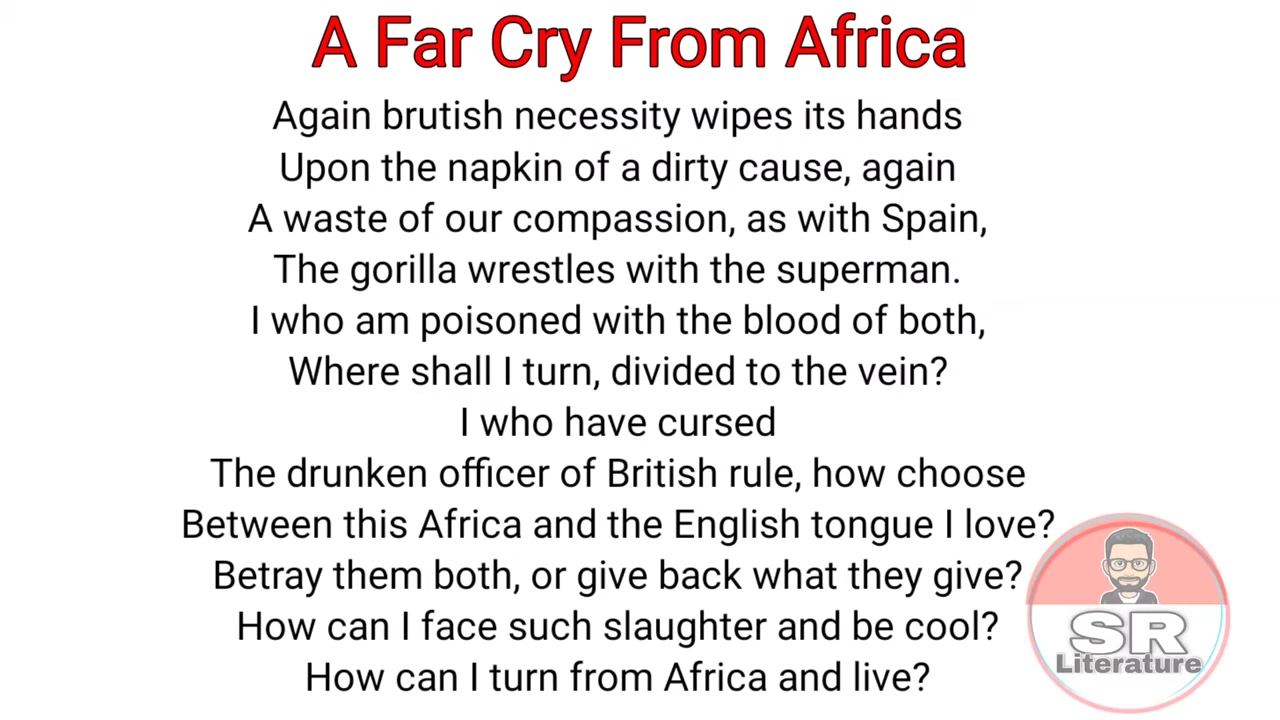 A Far Cry From Africa
Again brutish necessity wipes its hands
Upon the napkin of a dirty cause, again
A waste of our compassion, as with Spain,
The gorilla wrestles with the superman.
I who am poisoned with the blood of both,
Where shall I turn, divided to the vein?
I who have cursed
The drunken officer of British rule, how choose
Between this Africa and the English tongue I love?
Betray them both, or give back what they give?
How can I face such slaughter and be cool?
How can I turn from Africa and live?
SR
Literature